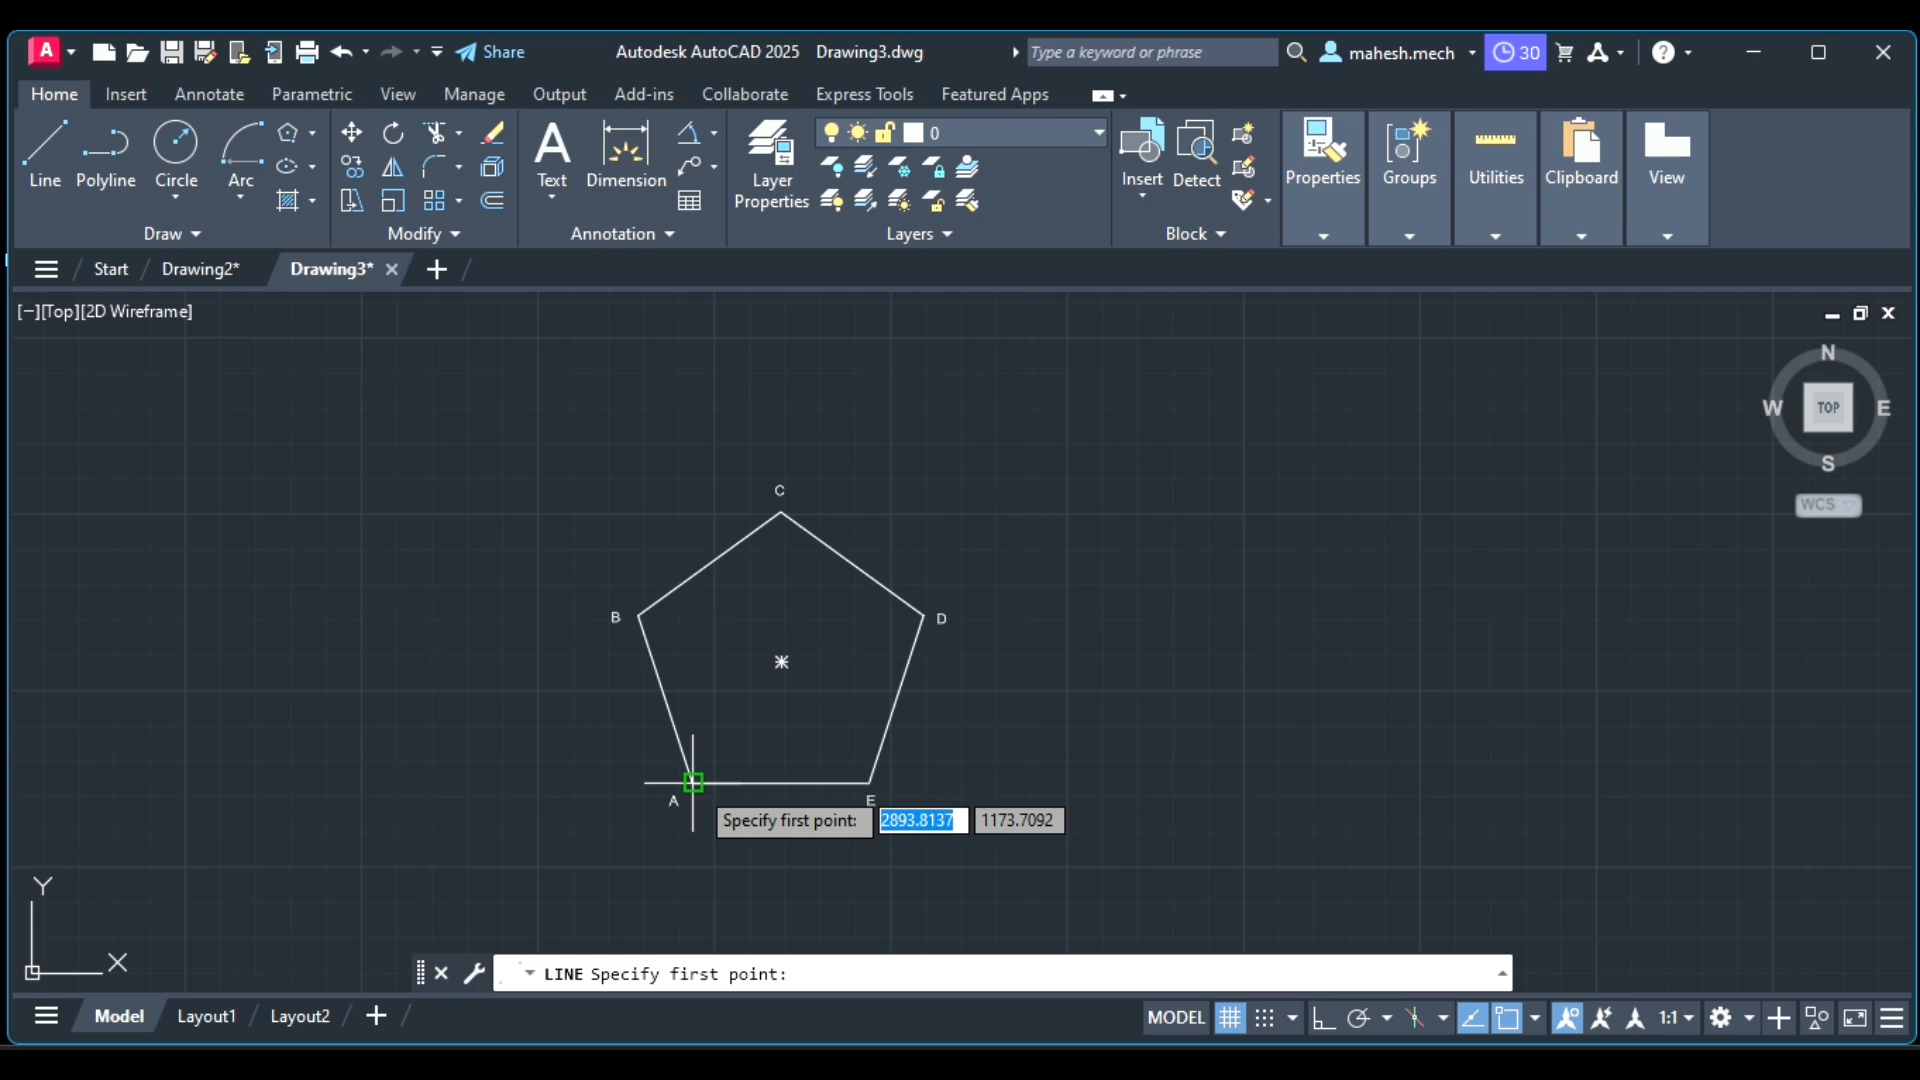 A Share Autodesk AutoCAD 2025 Drawing3.dwg Type a keyword or phrase mahesh.mech 30
Home Insert Annotate Parametric View Manage Output Add-ins Collaborate Express Tools Featured Apps
Line Polyline Circle Arc
Draw
Modify
A
Text Dimension
Annotation
Layer
Properties
0
Layers
Insert Detect
Block
Properties Groups Utilities Clipboard View
Start Drawing2* Drawing3*
[−][Top][2D Wireframe]
N
W TOP E
S
WCS
C
B D
A E
Specify first point: 2893.8137 1173.7092
Y
X
LINE Specify first point:
Model Layout1 Layout2 MODEL 1:1